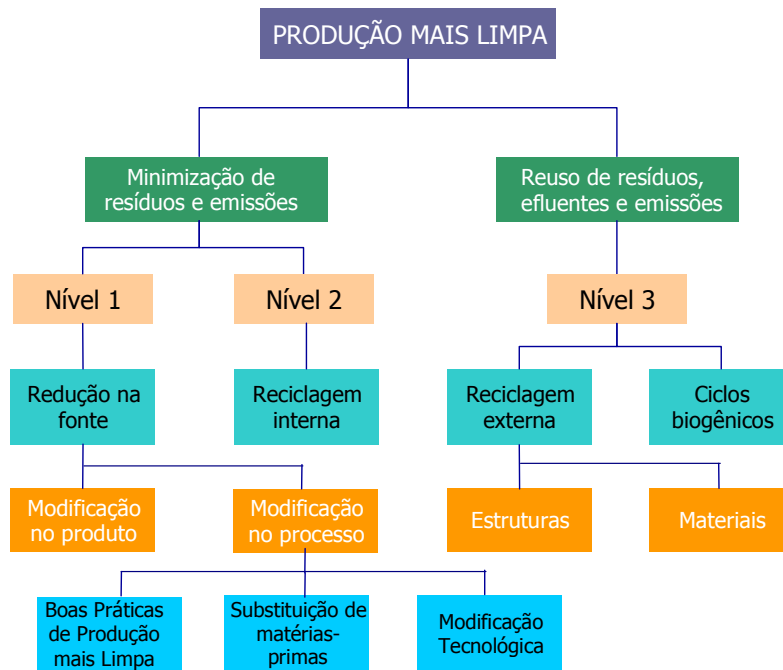 PRODUÇÃO MAIS LIMPA
Minimização de
resíduos e emissões
Reuso de resíduos,
efluentes e emissões
Nível 1
Nível 2
Nível 3
Redução na
fonte
Reciclagem
interna
Reciclagem
externa
Ciclos
biogênicos
Modificação
no produto
Modificação
no processo
Estruturas
Materiais
Boas Práticas
de Produção
mais Limpa
Substituição de
matérias-
primas
Modificação
Tecnológica